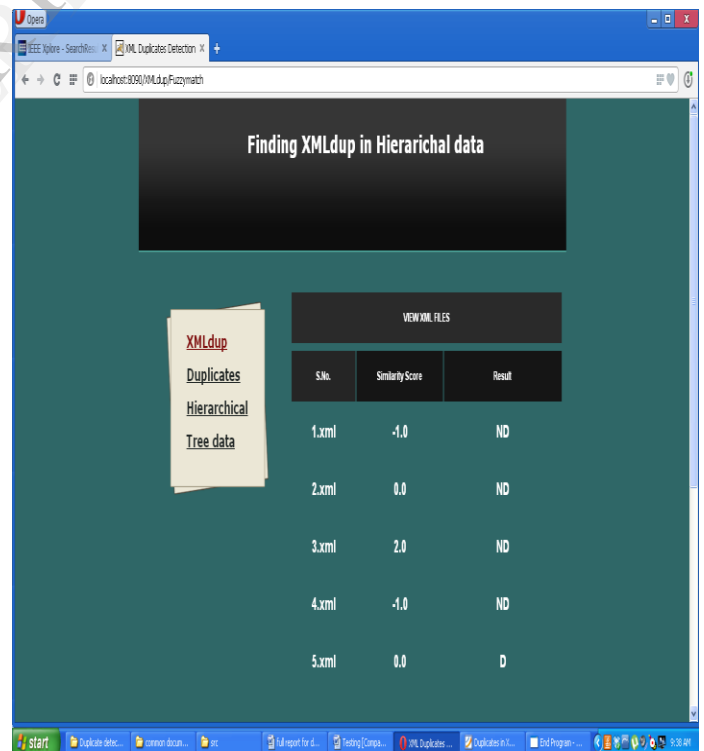 Opera
IEEE Xplore - SearchRes X XML Duplicates Detection X +
localhost:8090/XMLdup/Fuzzymatch
Finding XMLdup in Hierarichal data
XMLdup
Duplicates
Hierarchical
Tree data
VIEW XML FILES
S.No. Similarity Score Result
1.xml -1.0 ND
2.xml 0.0 ND
3.xml 2.0 ND
4.xml -1.0 ND
5.xml 0.0 D
start Duplicate detec... common docum... src full report for d... Testing [Compa... XML Duplicates ... Duplicates in X... End Program - ... 9:38 AM